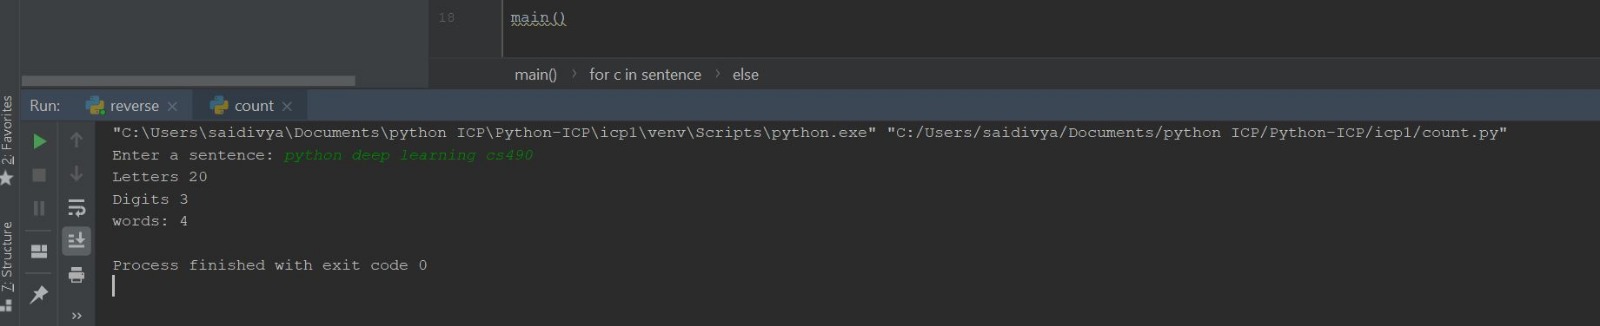 18 main()
main() › for c in sentence › else
Run: reverse × count ×
2: Favorites
7: Structure
"C:\Users\saidivya\Documents\python ICP\Python-ICP\icp1\venv\Scripts\python.exe" "C:/Users/saidivya/Documents/python ICP/Python-ICP/icp1/count.py"
Enter a sentence: python deep learning cs490
Letters 20
Digits 3
words: 4
Process finished with exit code 0